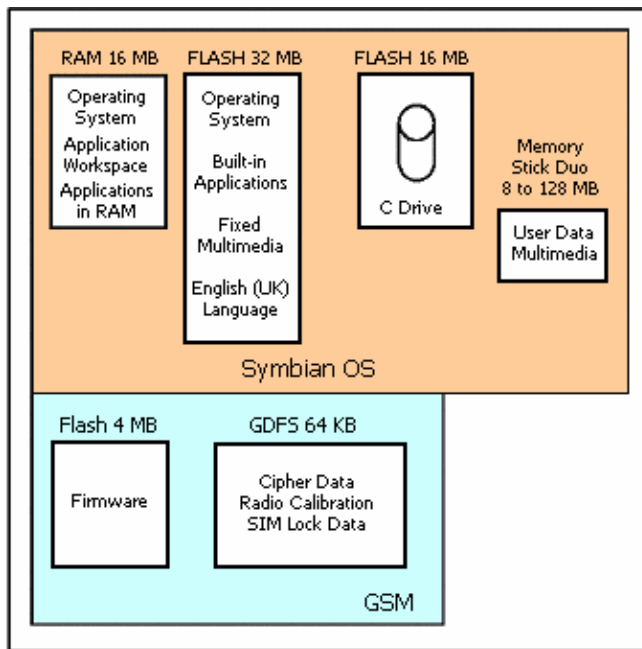 RAM 16 MB
Operating
System
Application
Workspace
Applications
in RAM
FLASH 32 MB
Operating
System
Built-in
Applications
Fixed
Multimedia
English (UK)
Language
FLASH 16 MB
C Drive
Memory
Stick Duo
8 to 128 MB
User Data
Multimedia
Symbian OS
Flash 4 MB
Firmware
GDFS 64 KB
Cipher Data
Radio Calibration
SIM Lock Data
GSM